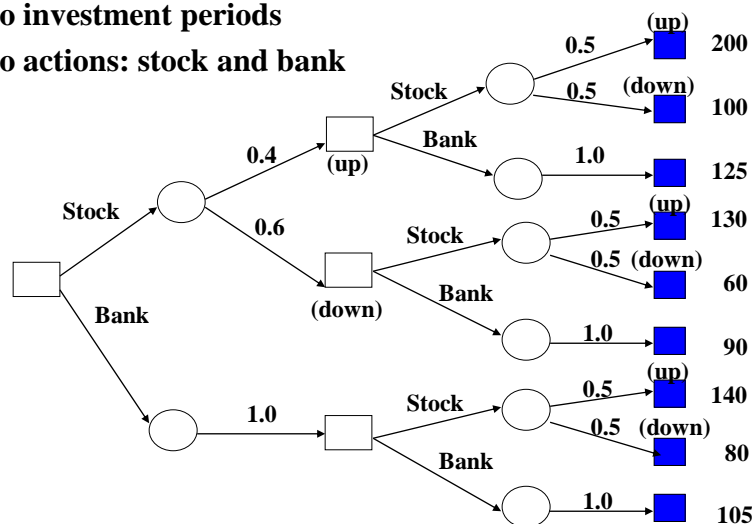 o investment periods
o actions: stock and bank
(up)
0.5
200
Stock
0.5
(down)
100
Bank
1.0
125
0.4
(up)
Stock
0.6
(down)
Stock
0.5
(up)
130
0.5
(down)
60
Bank
1.0
90
Bank
1.0
Stock
0.5
(up)
140
0.5
(down)
80
Bank
1.0
105